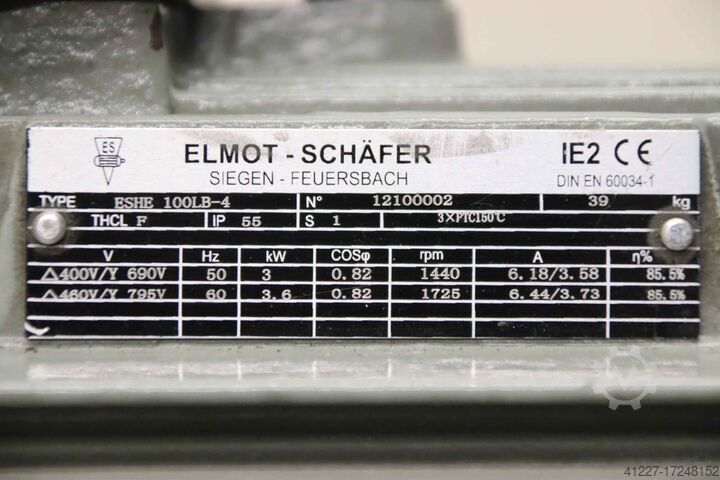 ES
ELMOT - SCHÄFER
IE2 CE
SIEGEN - FEUERSBACH
DIN EN 60034-1
TYPE ESHE 100LB-4 N° 12100002 39 kg
THCL F IP 55 S 1 3×PTC150℃
V Hz kW COSφ rpm A η%
△400V/Y 690V 50 3 0.82 1440 6.18/3.58 85.5%
△460V/Y 795V 60 3.6 0.82 1725 6.44/3.73 85.5%
41227-17248152